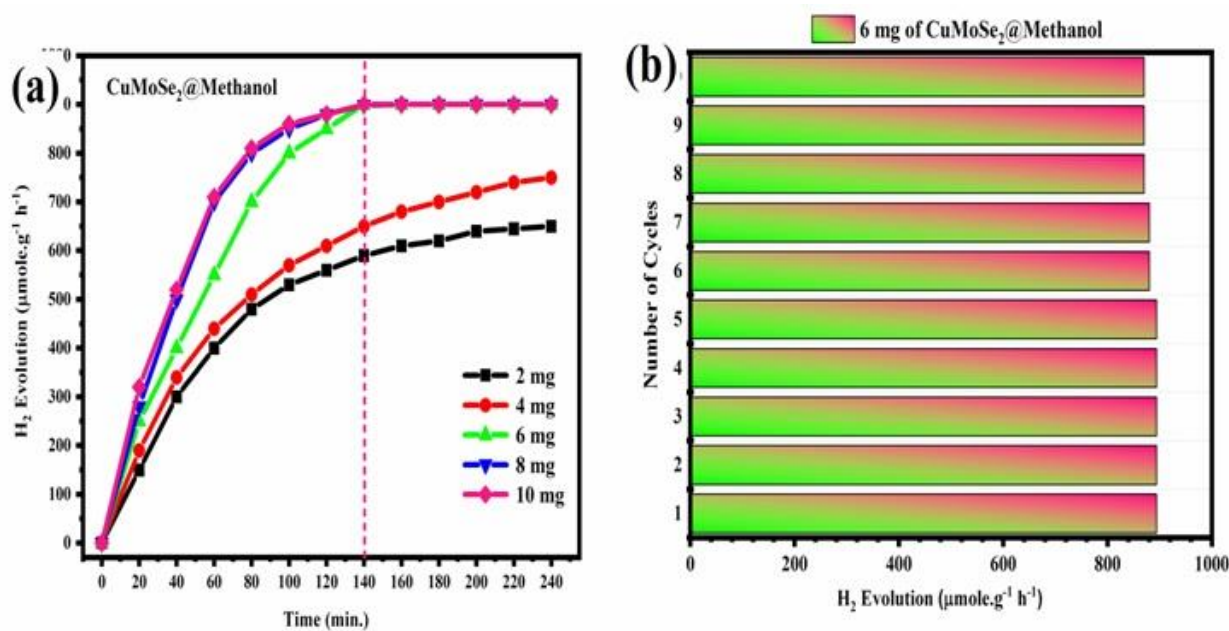 (a)
CuMoSe₂@Methanol
H₂ Evolution (μmole.g⁻¹ h⁻¹)
0
0
800
700
600
500
400
300
200
100
0
2 mg
4 mg
6 mg
8 mg
10 mg
0 20 40 60 80 100 120 140 160 180 200 220 240
Time (min.)
6 mg of CuMoSe₂@Methanol
(b)
Number of Cycles
9
8
7
6
5
4
3
2
1
0 200 400 600 800 1000
H₂ Evolution (μmole.g⁻¹ h⁻¹)